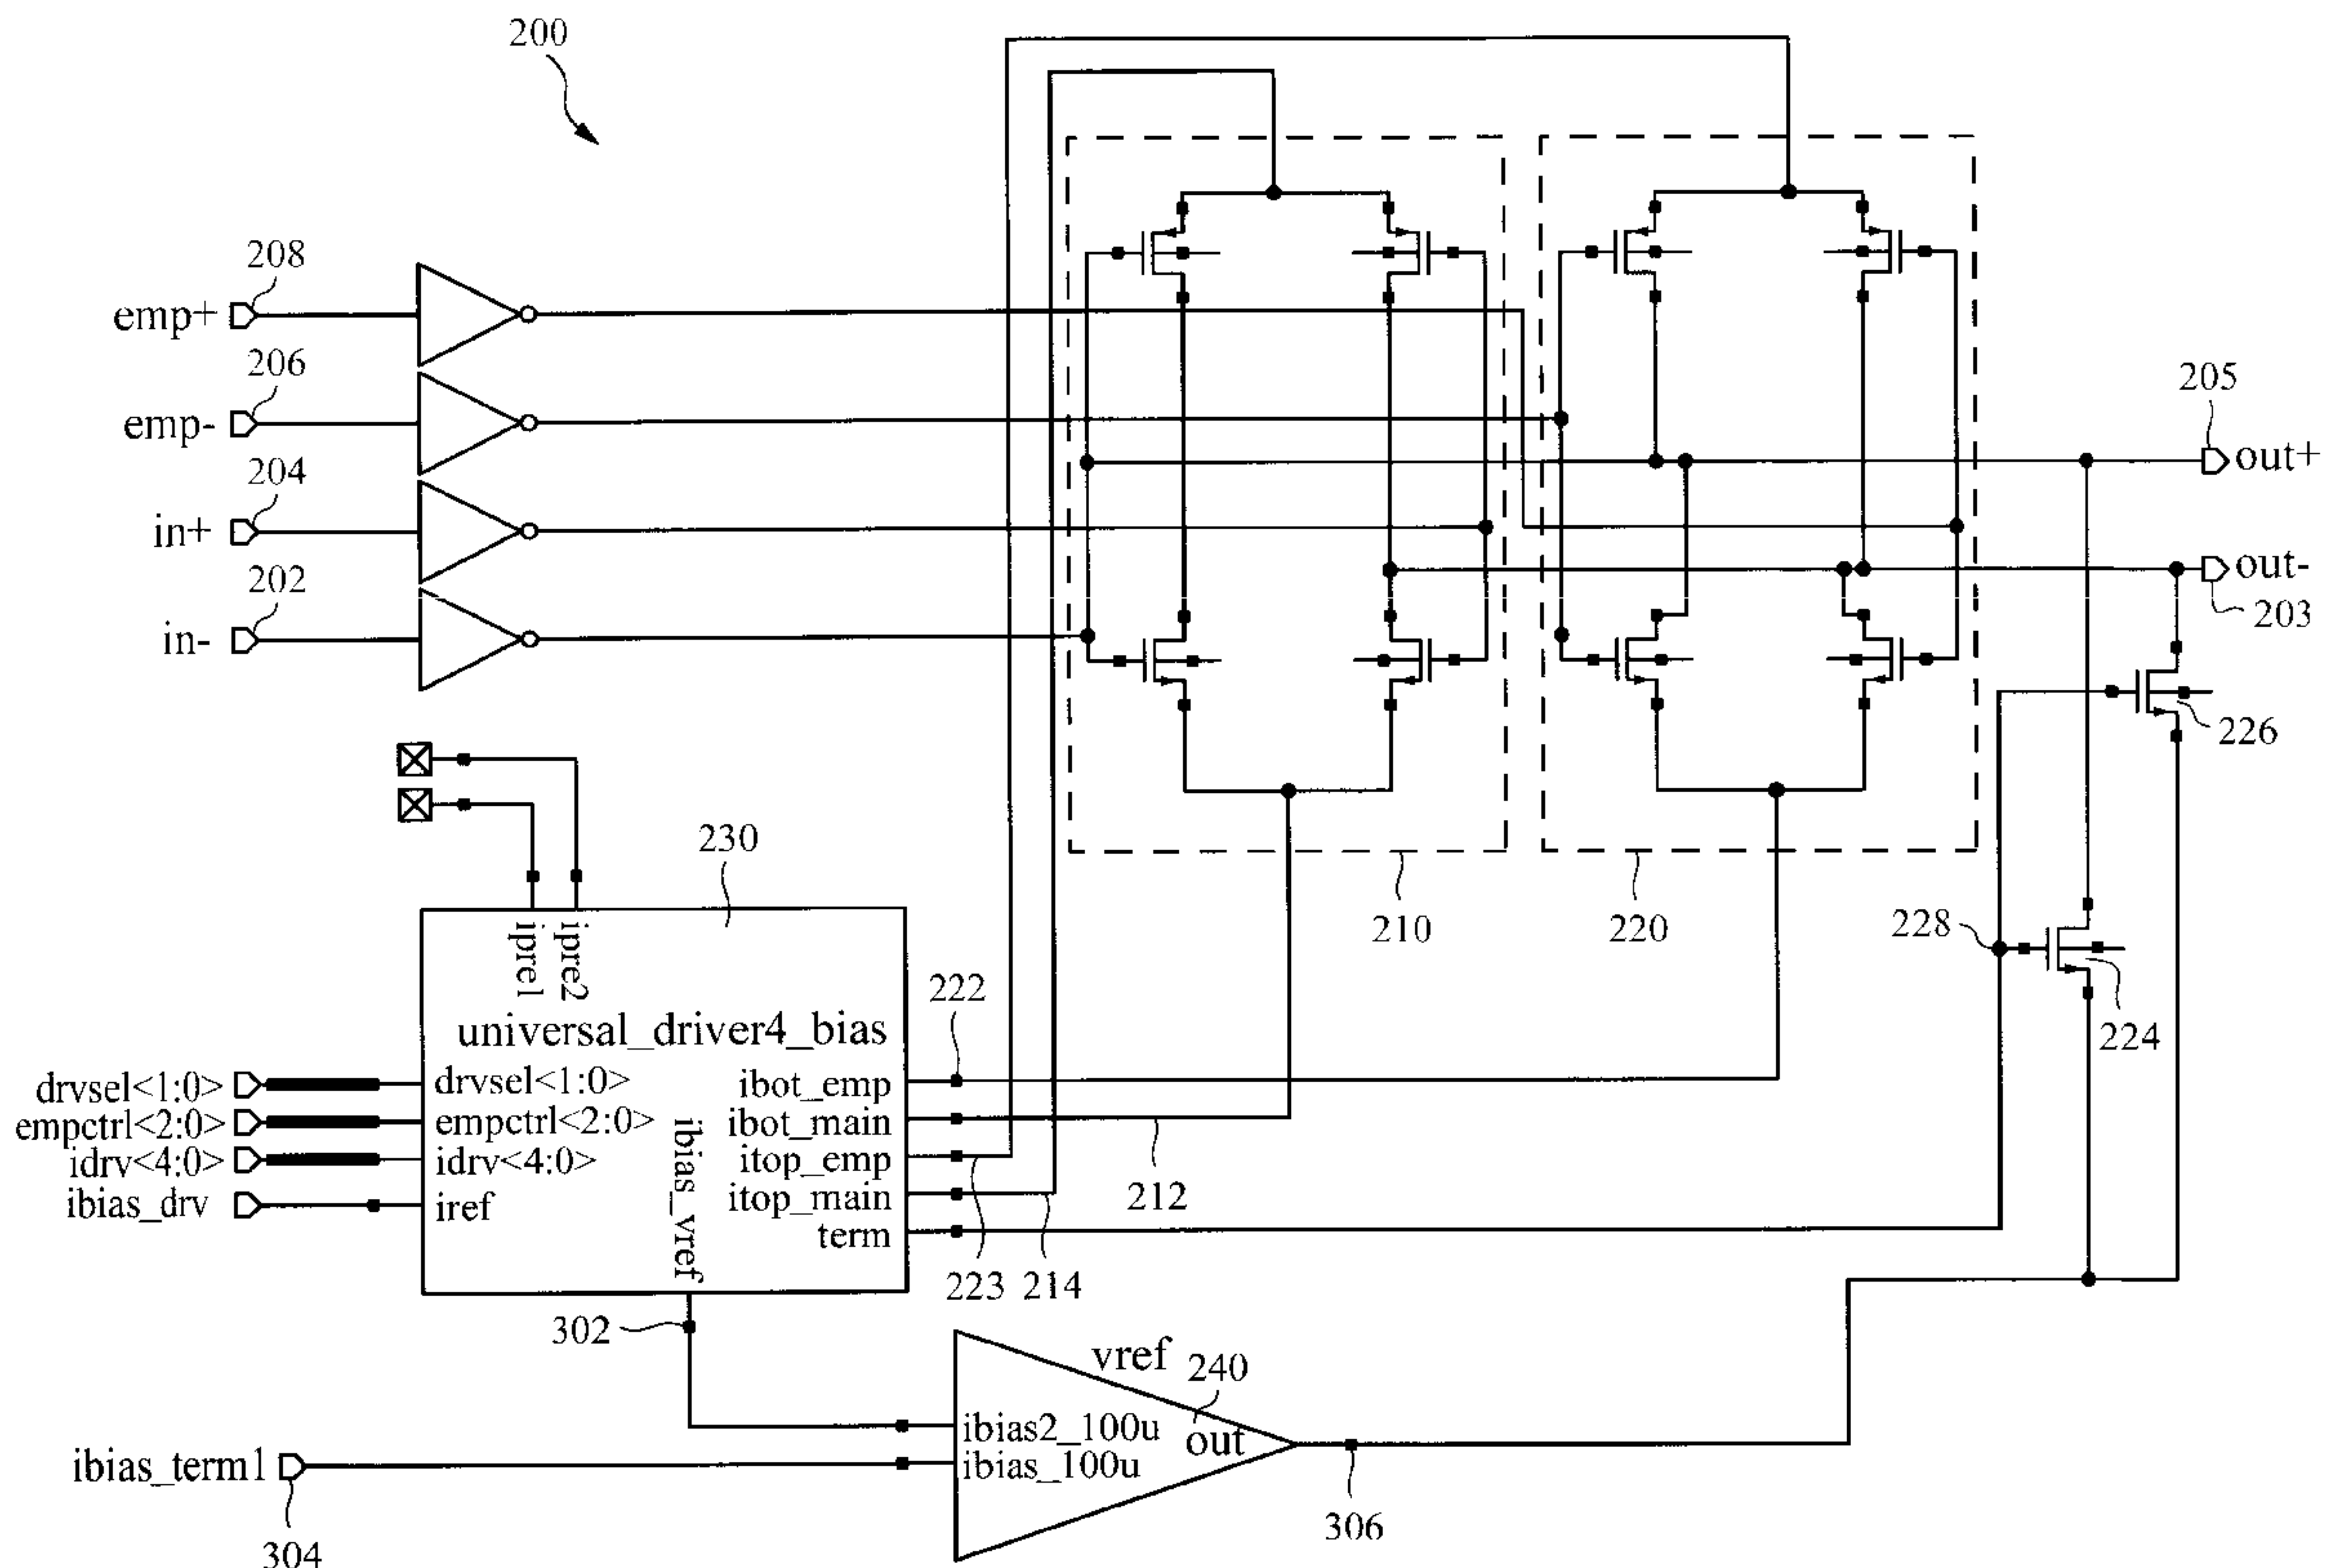 200
208
emp+
206
emp-
204
in+
202
in-
205
out+
out-
203
226
230
210
220
228
224
ipre1
ipre2
222
universal_driver4_bias
drvsel<1:0>
drvsel<1:0>
ibot_emp
empctrl<2:0>
empctrl<2:0>
ibot_main
idrv<4:0>
idrv<4:0>
itop_emp
ibias_drv
iref
itop_main
212
ibias_vref
term
223
214
302
vref
240
ibias2_100u
out
ibias_term1
ibias_100u
306
304